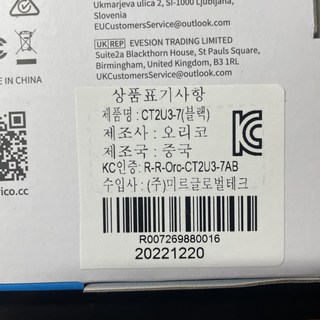 Ukmarjeva ulica 2, SI-1000 Ljubljana,
Slovenia
EUCustomersService@outlook.com
UK REP EVESION TRADING LIMITED
Suite2a Blackthorn House, St Pauls Square,
Birmingham, United Kingdom, B3 1RL
UKCustomersService@outlook.com
E IN CHINA
rico.cc
상품표기사항
제품명 : CT2U3-7(블랙)
제조사 : 오리코
제조국 : 중국
KC인증: R-R-Orc-CT2U3-7AB
수입사 : (주)미르글로벌테크
R007269880016
20221220